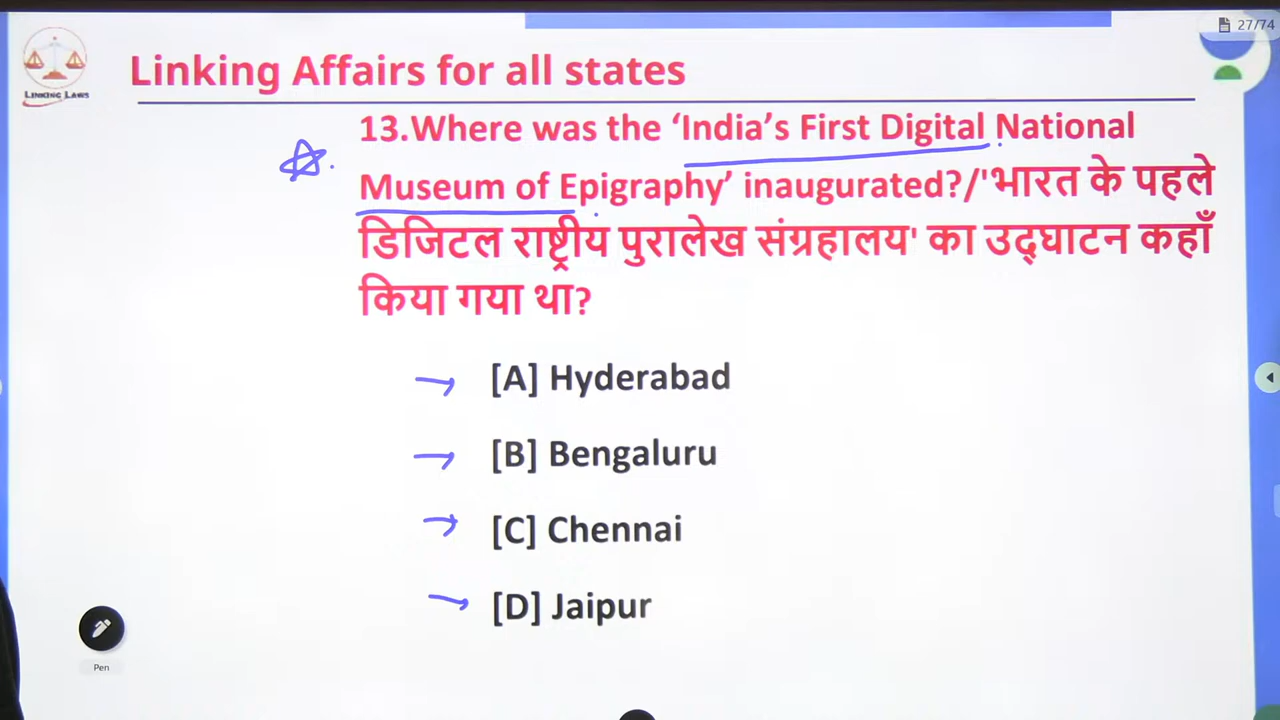 27/74
LINKING LAWS
Linking Affairs for all states
13.Where was the ‘India’s First Digital National
Museum of Epigraphy’ inaugurated?/'भारत के पहले
डिजिटल राष्ट्रीय पुरालेख संग्रहालय' का उद्घाटन कहाँ
किया गया था?
[A] Hyderabad
[B] Bengaluru
[C] Chennai
[D] Jaipur
Pen